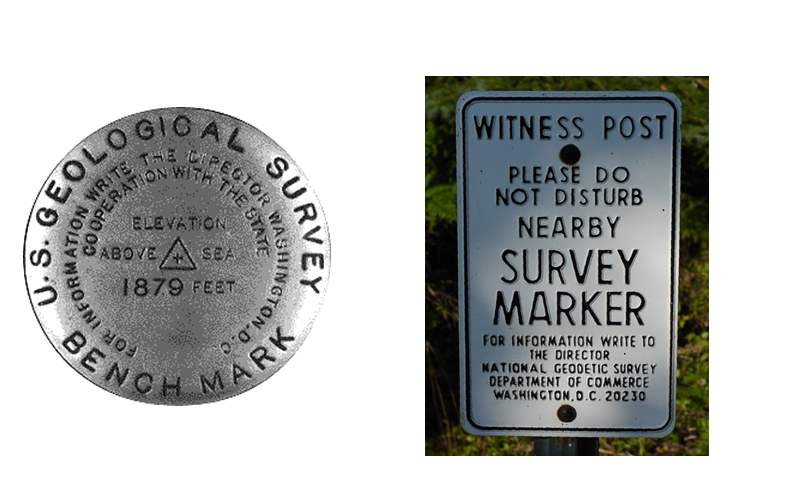 U.S. GEOLOGICAL SURVEY
FOR INFORMATION WRITE THE DIRECTOR WASHINGTON, D.C.
COOPERATION WITH THE STATE
ELEVATION
ABOVE SEA
1879 FEET
BENCH MARK
WITNESS POST
PLEASE DO
NOT DISTURB
NEARBY
SURVEY
MARKER
FOR INFORMATION WRITE TO
THE DIRECTOR
NATIONAL GEODETIC SURVEY
DEPARTMENT OF COMMERCE
WASHINGTON, D.C. 20230